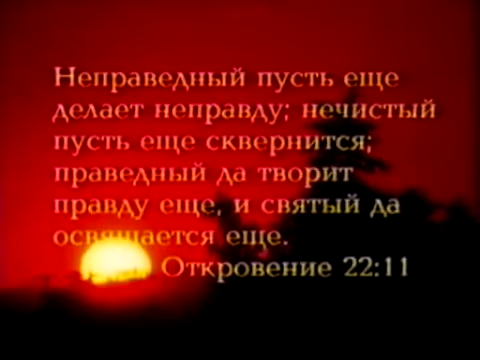 Неправедный пусть еще
делает неправду; нечистый
пусть еще сквернится;
праведный да творит
правду еще, и святый да
освящается еще.
Откровение 22:11